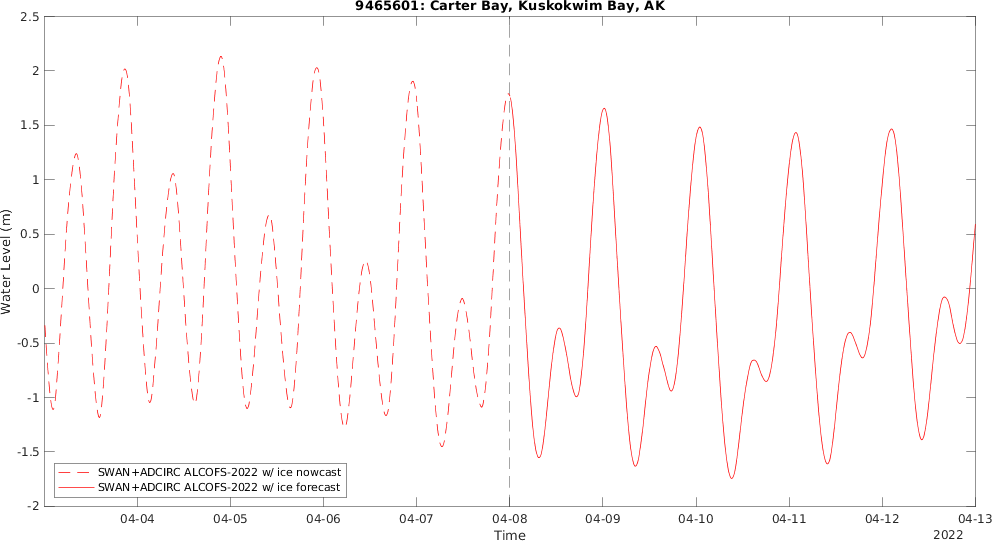 9465601: Carter Bay, Kuskokwim Bay, AK
2.5
2
1.5
1
0.5
0
-0.5
-1
-1.5
-2
Water Level (m)
SWAN+ADCIRC ALCOFS-2022 w/ ice nowcast
SWAN+ADCIRC ALCOFS-2022 w/ ice forecast
04-04 04-05 04-06 04-07 04-08 04-09 04-10 04-11 04-12 04-13
Time
2022